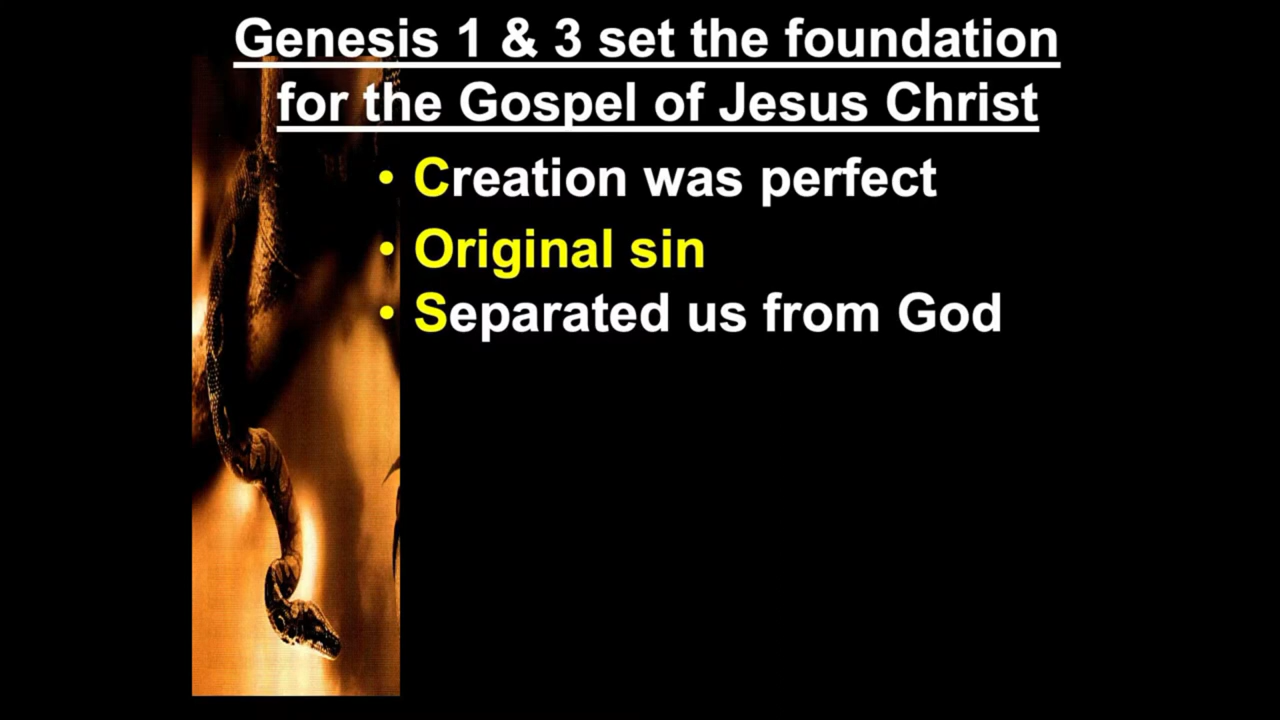 Genesis 1 & 3 set the foundation
for the Gospel of Jesus Christ
• Creation was perfect
• Original sin
• Separated us from God